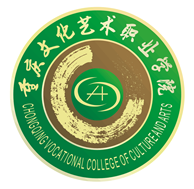 重庆文化艺术职业学院
CHONGQING VOCATIONAL COLLEGE OF CULTURE AND ARTS